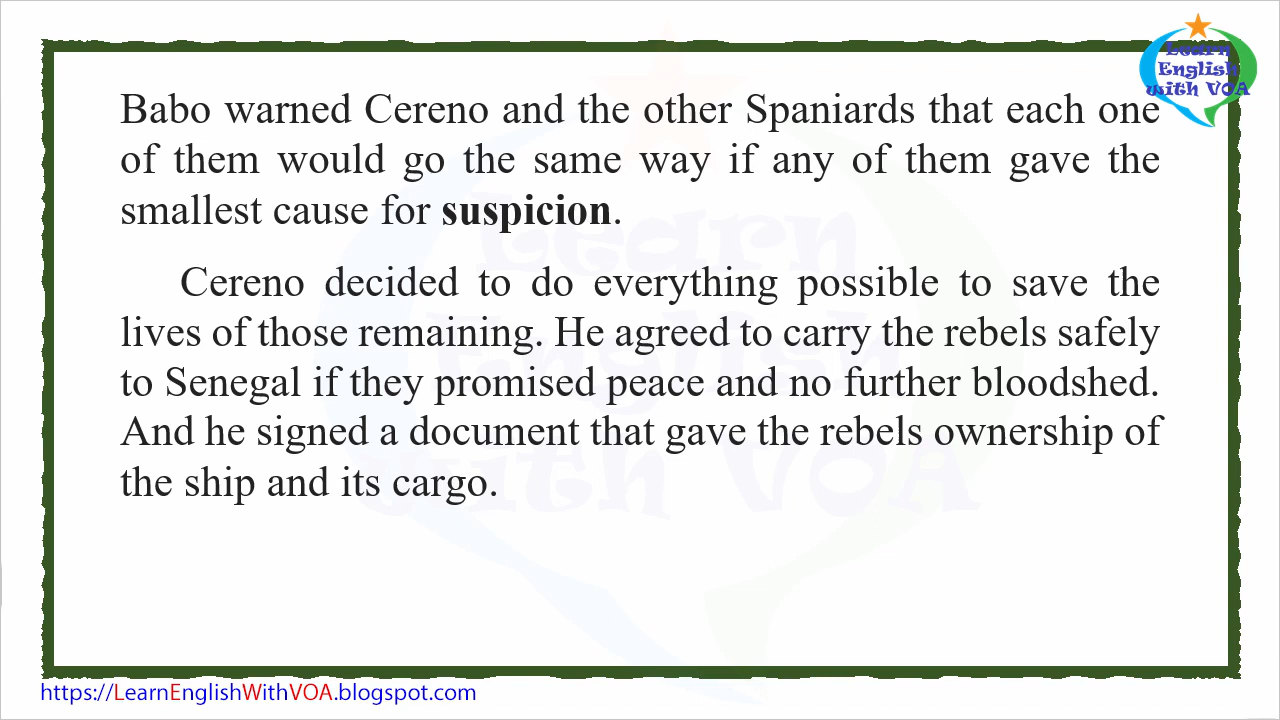 Learn
English
with VOA
Babo warned Cereno and the other Spaniards that each one
of them would go the same way if any of them gave the
smallest cause for suspicion.
Cereno decided to do everything possible to save the
lives of those remaining. He agreed to carry the rebels safely
to Senegal if they promised peace and no further bloodshed.
And he signed a document that gave the rebels ownership of
the ship and its cargo.
Learn
English
with VOA
https://LearnEnglishWithVOA.blogspot.com